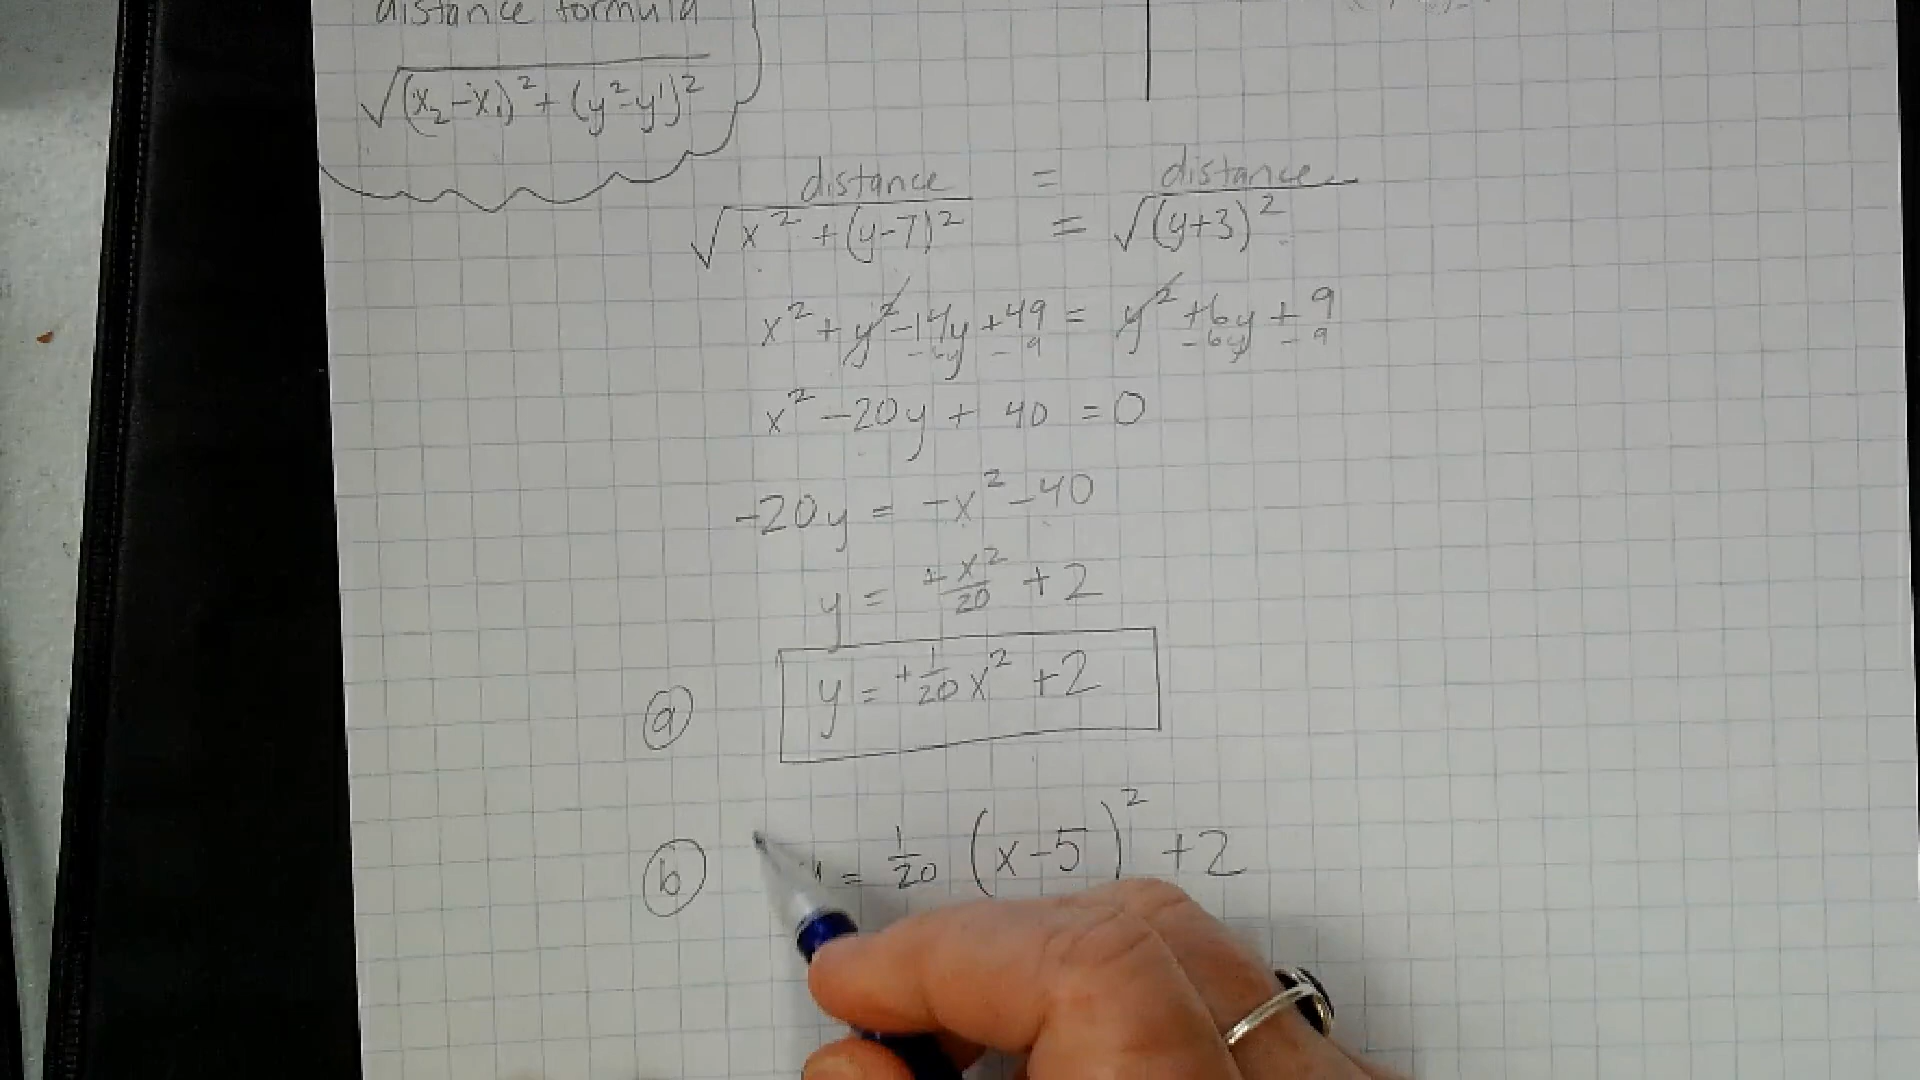 distance formula
√(x₂-x₁)² + (y²-y¹)²
distance = distance
√x² + (y-7)² = √(y+3)²
x² + y² -14y +49 = y² +6y + 9
-6y - 9 -6y - 9
x² -20y + 40 = 0
-20y = -x² -40
y = + x²/20 + 2
ⓐ y = + 1/20 x² + 2
ⓑ y = 1/20 (x-5)² +2